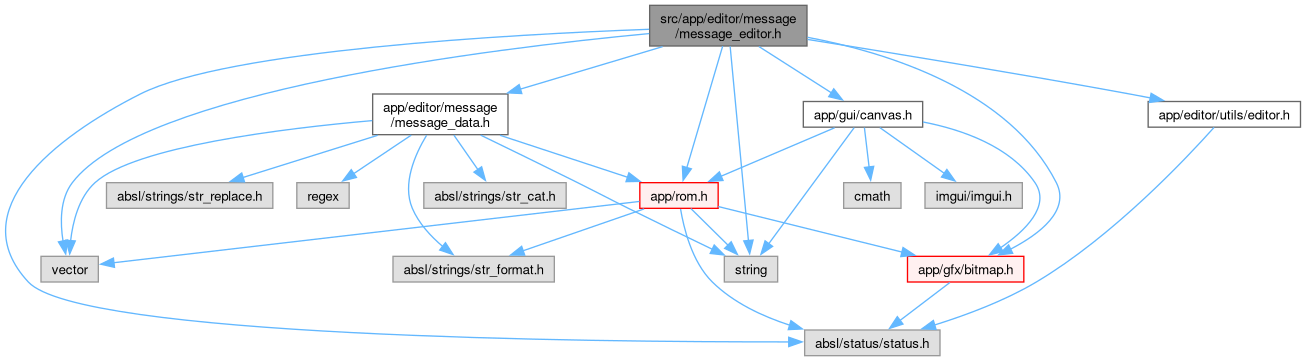 src/app/editor/message
/message_editor.h
app/editor/message
/message_data.h
app/gui/canvas.h
app/editor/utils/editor.h
absl/strings/str_replace.h
regex
absl/strings/str_cat.h
app/rom.h
cmath
imgui/imgui.h
vector
absl/strings/str_format.h
string
app/gfx/bitmap.h
absl/status/status.h